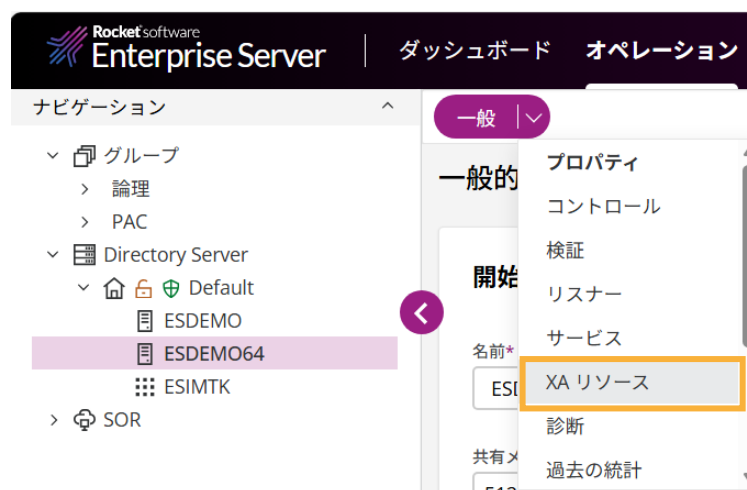 Rocket software
Enterprise Server
ダッシュボード オペレーション
ナビゲーション
グループ
論理
PAC
Directory Server
Default
ESDEMO
ESDEMO64
ESIMTK
SOR
一般
一般的
開始
名前*
共有メ
512
プロパティ
コントロール
検証
リスナー
サービス
XA リソース
診断
過去の統計